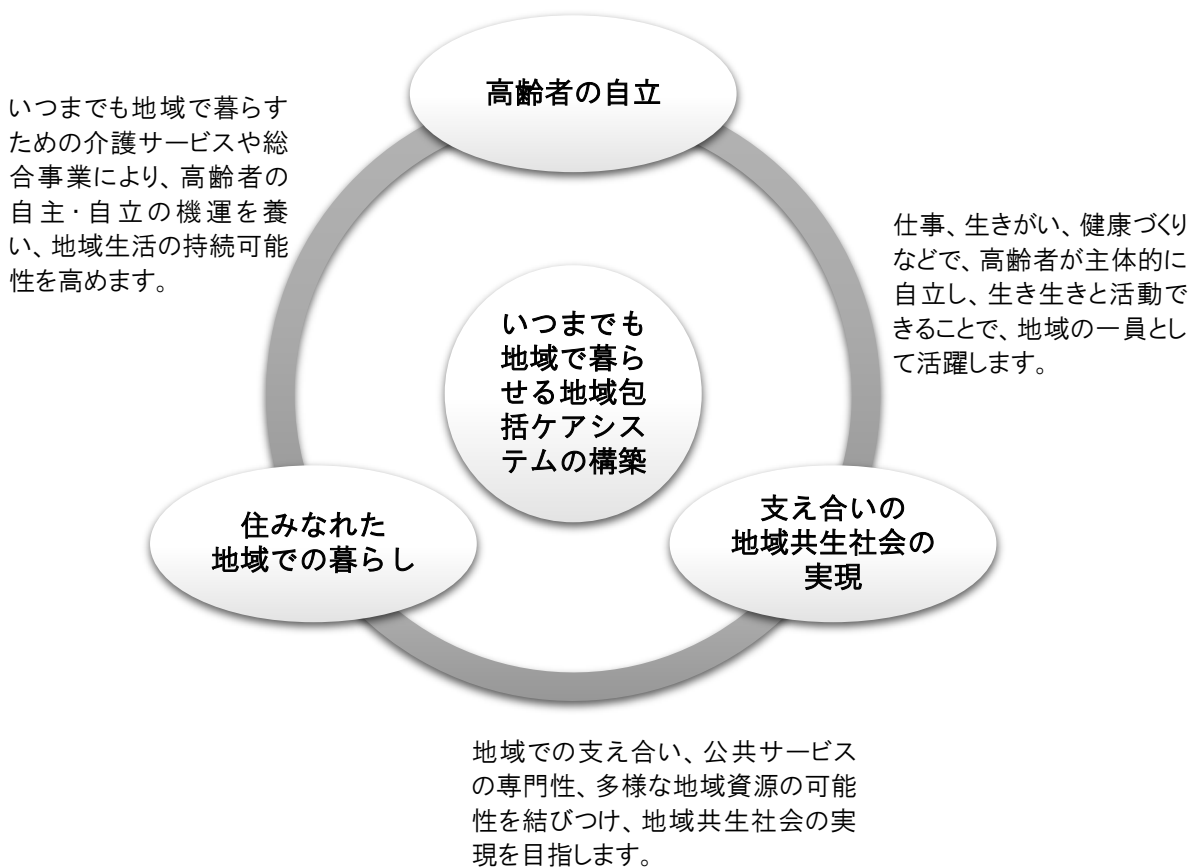 高齢者の自立
いつまでも地域で暮らす
ための介護サービスや総
合事業により、高齢者の
自主・自立の機運を養
い、地域生活の持続可能
性を高めます。
仕事、生きがい、健康づくり
などで、高齢者が主体的に
自立し、生き生きと活動で
きることで、地域の一員とし
て活躍します。
いつまでも
地域で暮ら
せる地域包
括ケアシス
テムの構築
住みなれた
地域での暮らし
支え合いの
地域共生社会の
実現
地域での支え合い、公共サービス
の専門性、多様な地域資源の可能
性を結びつけ、地域共生社会の実
現を目指します。